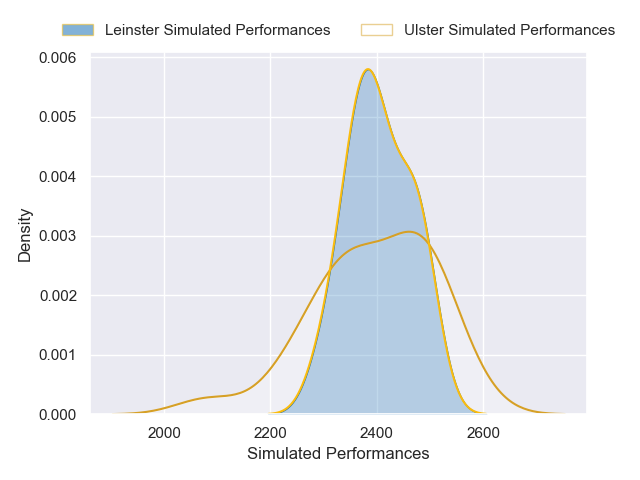 Leinster Simulated Performances Ulster Simulated Performances
0.006
0.005
0.004
0.003
0.002
0.001
0.000
Density
2000 2200 2400 2600
Simulated Performances